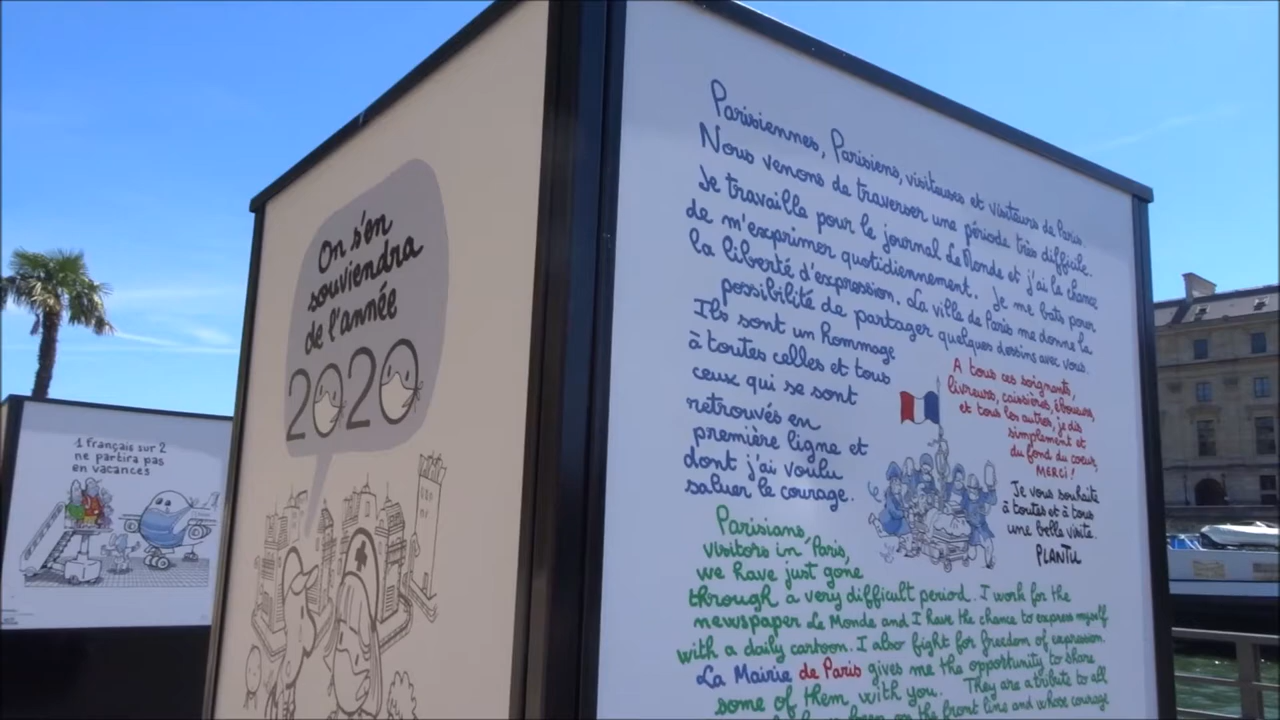 1 français sur 2
ne partira pas
en vacances
On s'en
souviendra
de l'année
2020
Parisiennes, Parisiens, visiteuses et visiteurs de Paris.
Nous venons de traverser une période très difficile.
Je travaille pour le journal Le Monde et j'ai la chance
de m'exprimer quotidiennement. Je me bats pour
la liberté d'expression. La ville de Paris me donne la
possibilité de partager quelques dessins avec vous.
Ils sont un hommage
à toutes celles et tous
ceux qui se sont
retrouvés en
première ligne et
dont j'ai voulu
saluer le courage.
A tous ces soignants,
livreurs, caissières, éboueurs,
et tous les autres, je dis
simplement et
du fond du coeur,
MERCI !
Je vous souhaite
à toutes et à tous
une belle visite.
PLANTU
Parisians,
visitors in Paris,
we have just gone
through a very difficult period. I work for the
newspaper Le Monde and I have the chance to express myself
with a daily cartoon. I also fight for freedom of expression.
La Mairie de Paris gives me the opportunity to share
some of them with you. They are a tribute to all
have been on the front line and whose courage